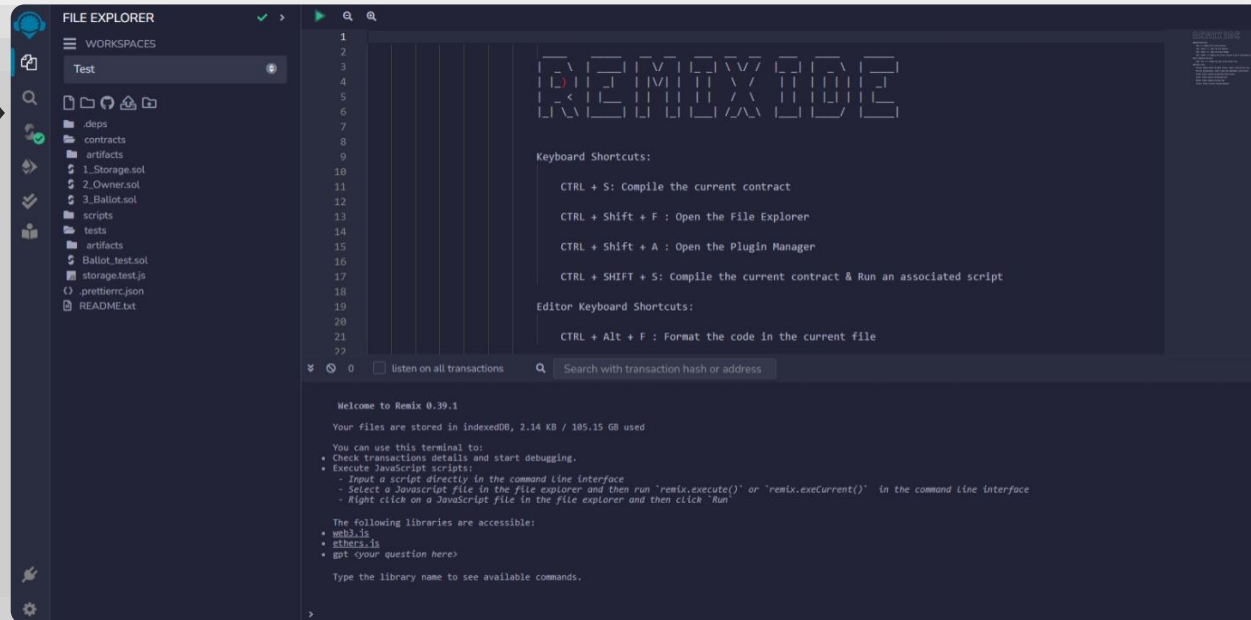 FILE EXPLORER
WORKSPACES
Test
.deps
contracts
artifacts
1_Storage.sol
2_Owner.sol
3_Ballot.sol
scripts
tests
artifacts
Ballot_test.sol
storage.test.js
.prettierrc.json
README.txt
1
2
3
4
5
6
7
8
9
10
11
12
13
14
15
16
17
18
19
20
21
22
REMIX IDE
Keyboard Shortcuts:
CTRL + S: Compile the current contract
CTRL + Shift + F : Open the File Explorer
CTRL + Shift + A : Open the Plugin Manager
CTRL + SHIFT + S: Compile the current contract & Run an associated script
Editor Keyboard Shortcuts:
CTRL + Alt + F : Format the code in the current file
0 listen on all transactions Search with transaction hash or address
Welcome to Remix 0.39.1
Your files are stored in indexedDB, 2.14 KB / 105.15 GB used
You can use this terminal to:
• Check transactions details and start debugging.
• Execute JavaScript scripts:
- Input a script directly in the command line interface
- Select a Javascript file in the file explorer and then run `remix.execute()` or `remix.exeCurrent()` in the command line interface
- Right click on a JavaScript file in the file explorer and then click `Run`
The following libraries are accessible:
• web3.js
• ethers.js
• gpt <your question here>
Type the library name to see available commands.
>